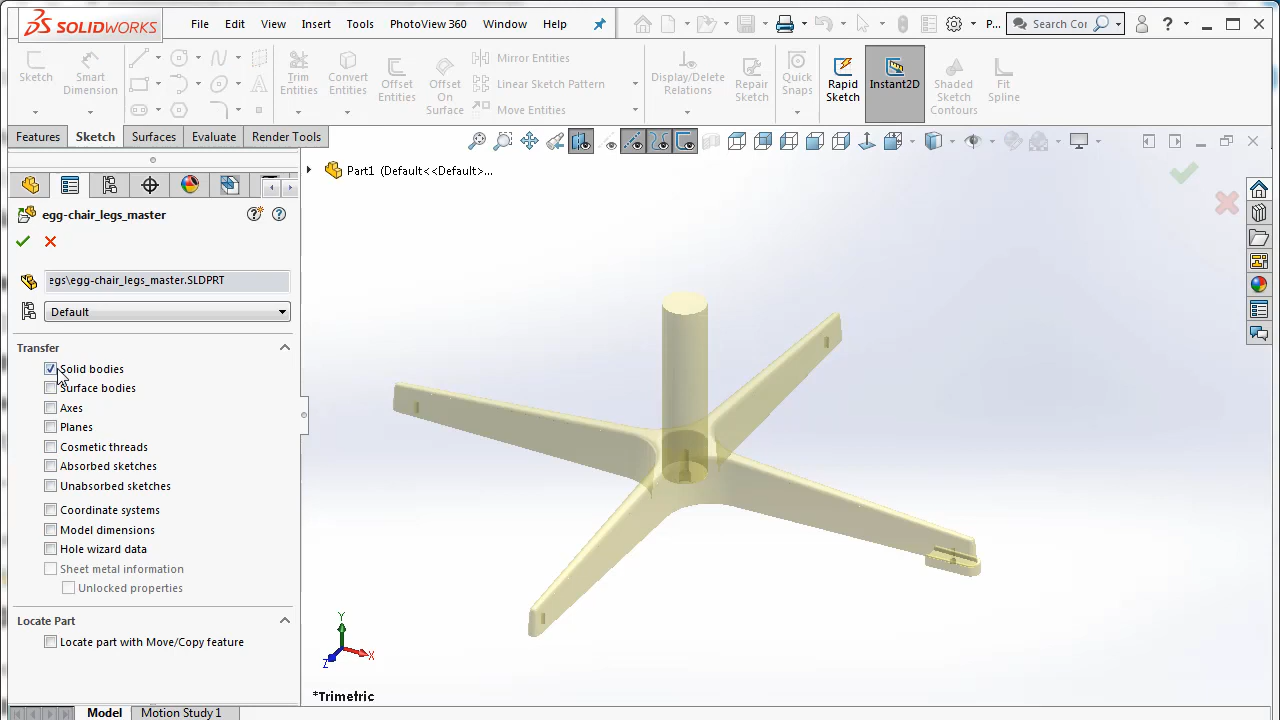 SOLIDWORKS File Edit View Insert Tools PhotoView 360 Window Help P... Search Cor ?
Sketch Smart Dimension Trim Entities Convert Entities Offset Entities Offset On Surface Mirror Entities Linear Sketch Pattern Move Entities Display/Delete Relations Repair Sketch Quick Snaps Rapid Sketch Instant2D Shaded Sketch Contours Fit Spline
Features Sketch Surfaces Evaluate Render Tools
Part1 (Default<<Default>...
egg-chair_legs_master
egs\egg-chair_legs_master.SLDPRT
Default
Transfer
Solid bodies
Surface bodies
Axes
Planes
Cosmetic threads
Absorbed sketches
Unabsorbed sketches
Coordinate systems
Model dimensions
Hole wizard data
Sheet metal information
Unlocked properties
Locate Part
Locate part with Move/Copy feature
Y
X
Z
*Trimetric
Model Motion Study 1